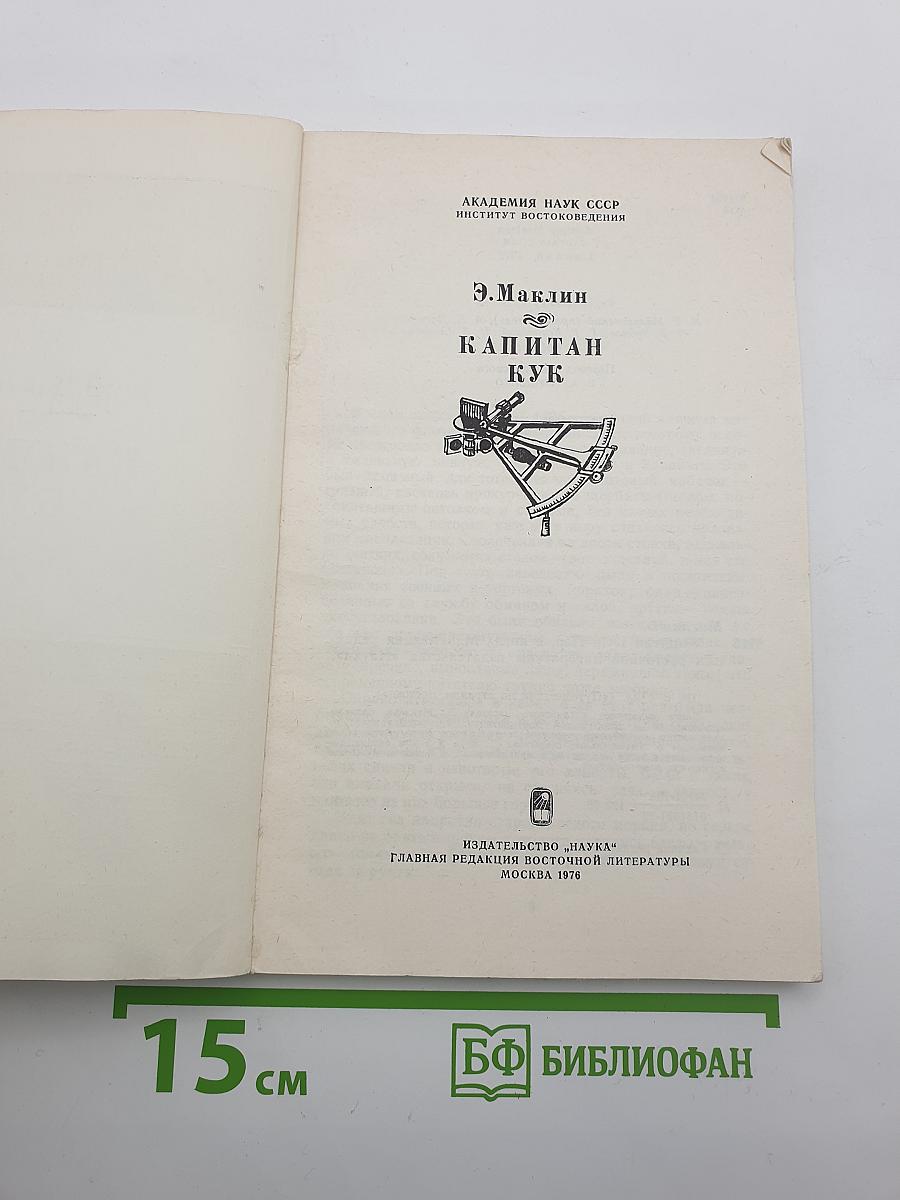 АКАДЕМИЯ НАУК СССР
ИНСТИТУТ ВОСТОКОВЕДЕНИЯ
Э. Маклин
КАПИТАН
КУК
ИЗДАТЕЛЬСТВО „НАУКА“
ГЛАВНАЯ РЕДАКЦИЯ ВОСТОЧНОЙ ЛИТЕРАТУРЫ
МОСКВА 1976
15 см
БФ БИБЛИОФАН